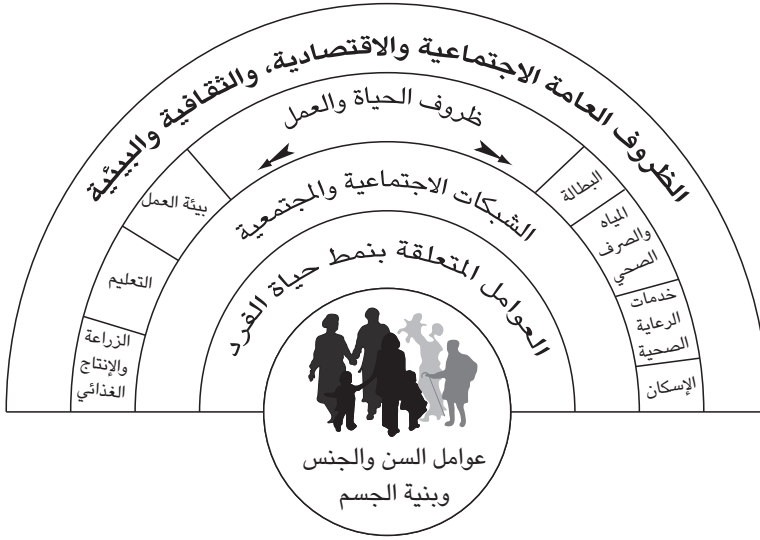 الظروف العامة الاجتماعية والاقتصادية، والثقافية والبيئية
ظروف الحياة والعمل
البطالة
المياه
والصرف
الصحي
خدمات
الرعاية
الصحية
الإسكان
بيئة العمل
التعليم
الزراعة
والإنتاج
الغذائي
الشبكات الاجتماعية والمجتمعية
العوامل المتعلقة بنمط حياة الفرد
عوامل السن والجنس
وبنية الجسم